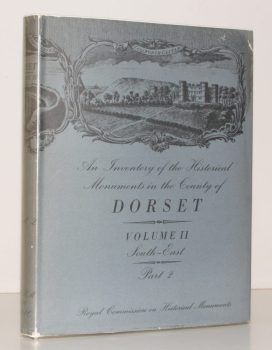 An Inventory of the Historical
Monuments in the County of
DORSET
VOLUME II
South-East
Part 2
Royal Commission on Historical Monuments